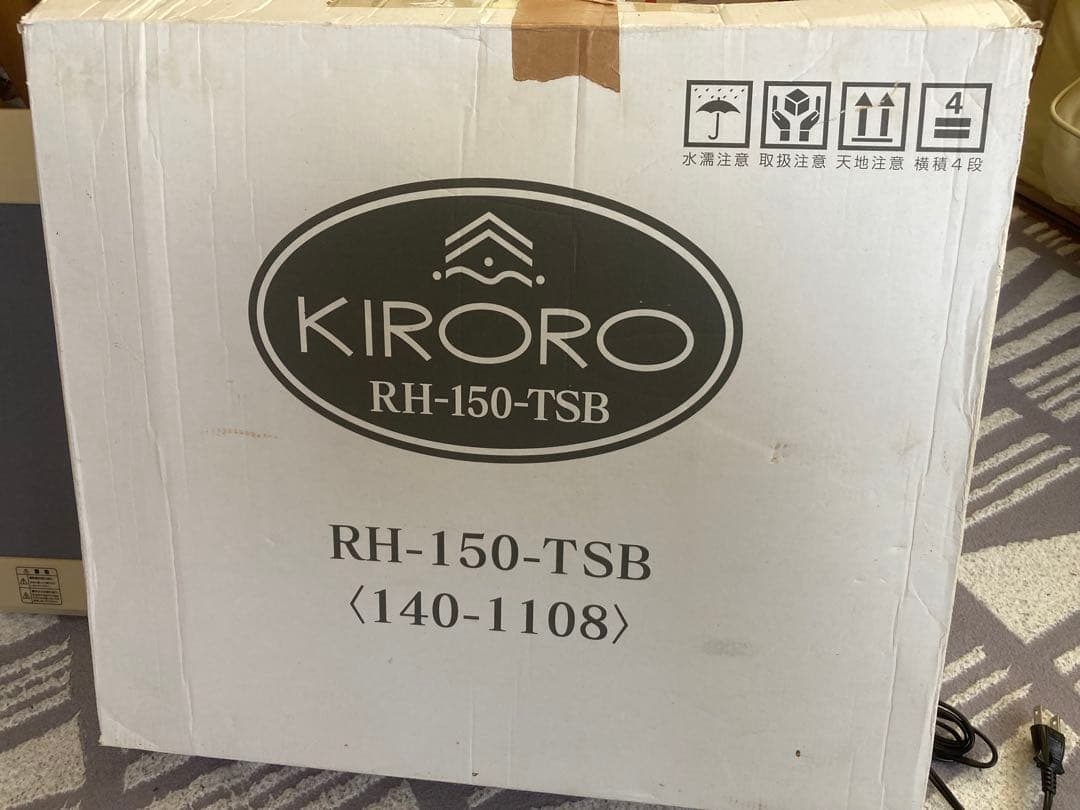 4
水濡注意 取扱注意 天地注意 横積4段
KIRORO
RH-150-TSB
RH-150-TSB
〈140-1108〉